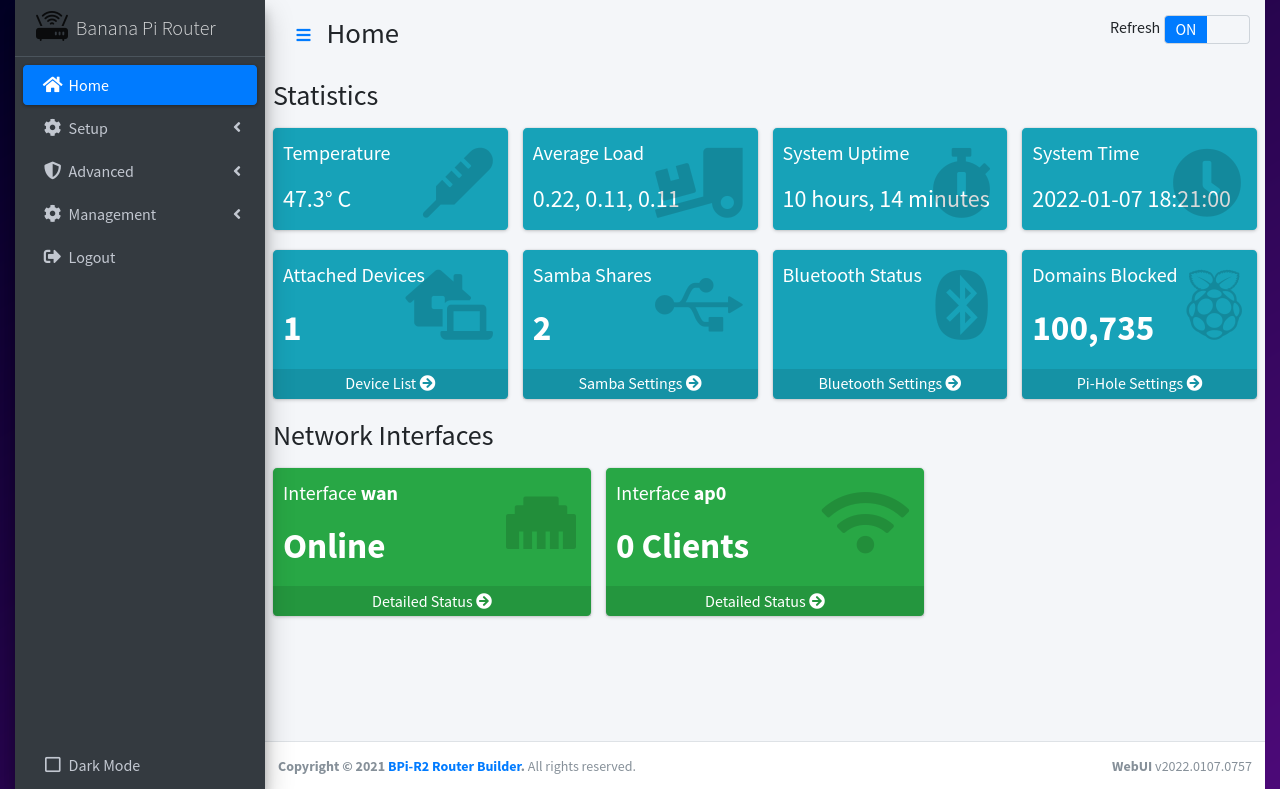 Banana Pi Router
Home
Setup
Advanced
Management
Logout
Dark Mode
Home
Refresh ON
Statistics
Temperature
47.3° C
Average Load
0.22, 0.11, 0.11
System Uptime
10 hours, 14 minutes
System Time
2022-01-07 18:21:00
Attached Devices
1
Device List
Samba Shares
2
Samba Settings
Bluetooth Status
Bluetooth Settings
Domains Blocked
100,735
Pi-Hole Settings
Network Interfaces
Interface wan
Online
Detailed Status
Interface ap0
0 Clients
Detailed Status
Copyright © 2021 BPi-R2 Router Builder. All rights reserved.
WebUI v2022.0107.0757